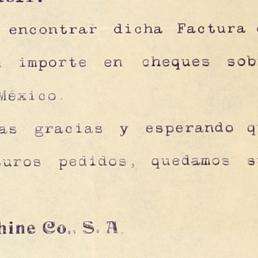 encontrar dicha Factura
importe en cheques sob
México.
as gracias y esperando q
uros pedidos, quedamos s
hine Co., S. A.